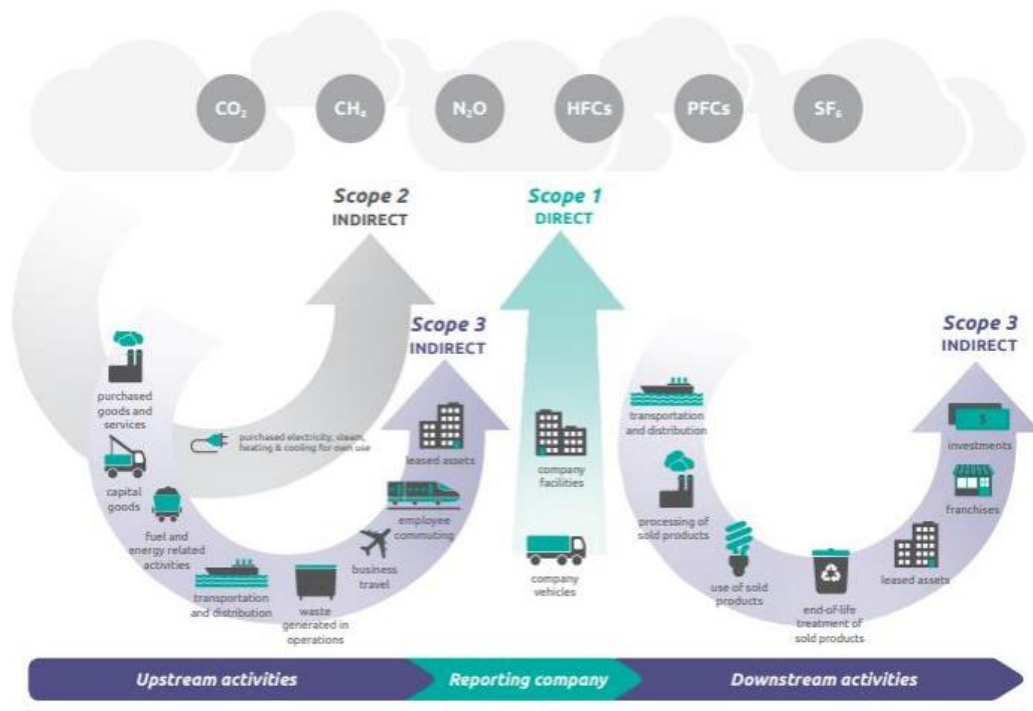 CO₂
CH₄
N₂O
HFCs
PFCs
SF₆
Scope 2
INDIRECT
Scope 1
DIRECT
Scope 3
INDIRECT
Scope 3
INDIRECT
purchased
goods and
services
capital
goods
fuel and
energy related
activities
transportation
and distribution
waste
generated in
operations
business
travel
employee
commuting
leased assets
purchased electricity, steam,
heating & cooling for own use
company
facilities
company
vehicles
transportation
and distribution
processing of
sold products
use of sold
products
end-of-life
treatment of
sold products
leased assets
franchises
investments
$
Upstream activities
Reporting company
Downstream activities